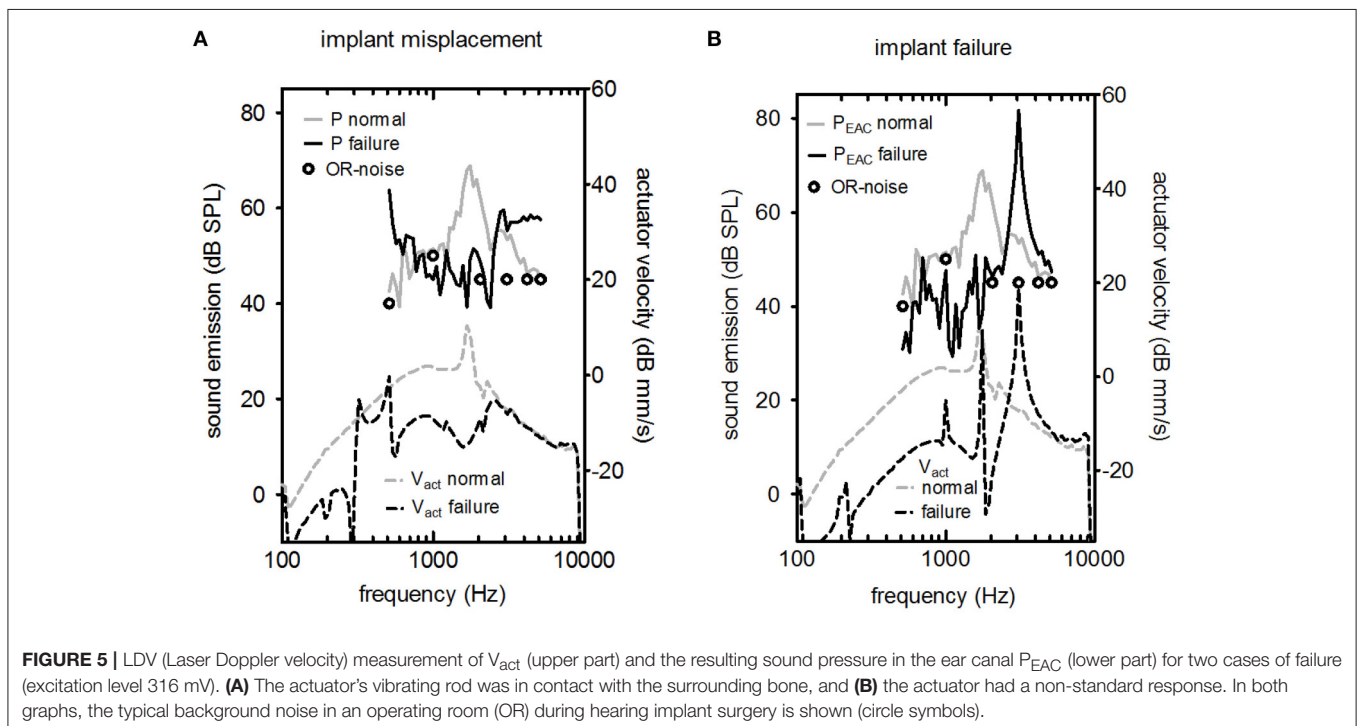 A
implant misplacement
80
60
40
20
0
sound emission (dB SPL)
P normal
P failure
OR-noise
V_act normal
V_act failure
60
40
20
0
-20
actuator velocity (dB mm/s)
100
1000
10000
frequency (Hz)
B
implant failure
80
60
40
20
0
sound emission (dB SPL)
P_EAC normal
P_EAC failure
OR-noise
V_act
normal
failure
60
40
20
0
-20
actuator velocity (dB mm/s)
100
1000
10000
frequency (Hz)
FIGURE 5 | LDV (Laser Doppler velocity) measurement of V_act (upper part) and the resulting sound pressure in the ear canal P_EAC (lower part) for two cases of failure
(excitation level 316 mV). (A) The actuator's vibrating rod was in contact with the surrounding bone, and (B) the actuator had a non-standard response. In both
graphs, the typical background noise in an operating room (OR) during hearing implant surgery is shown (circle symbols).